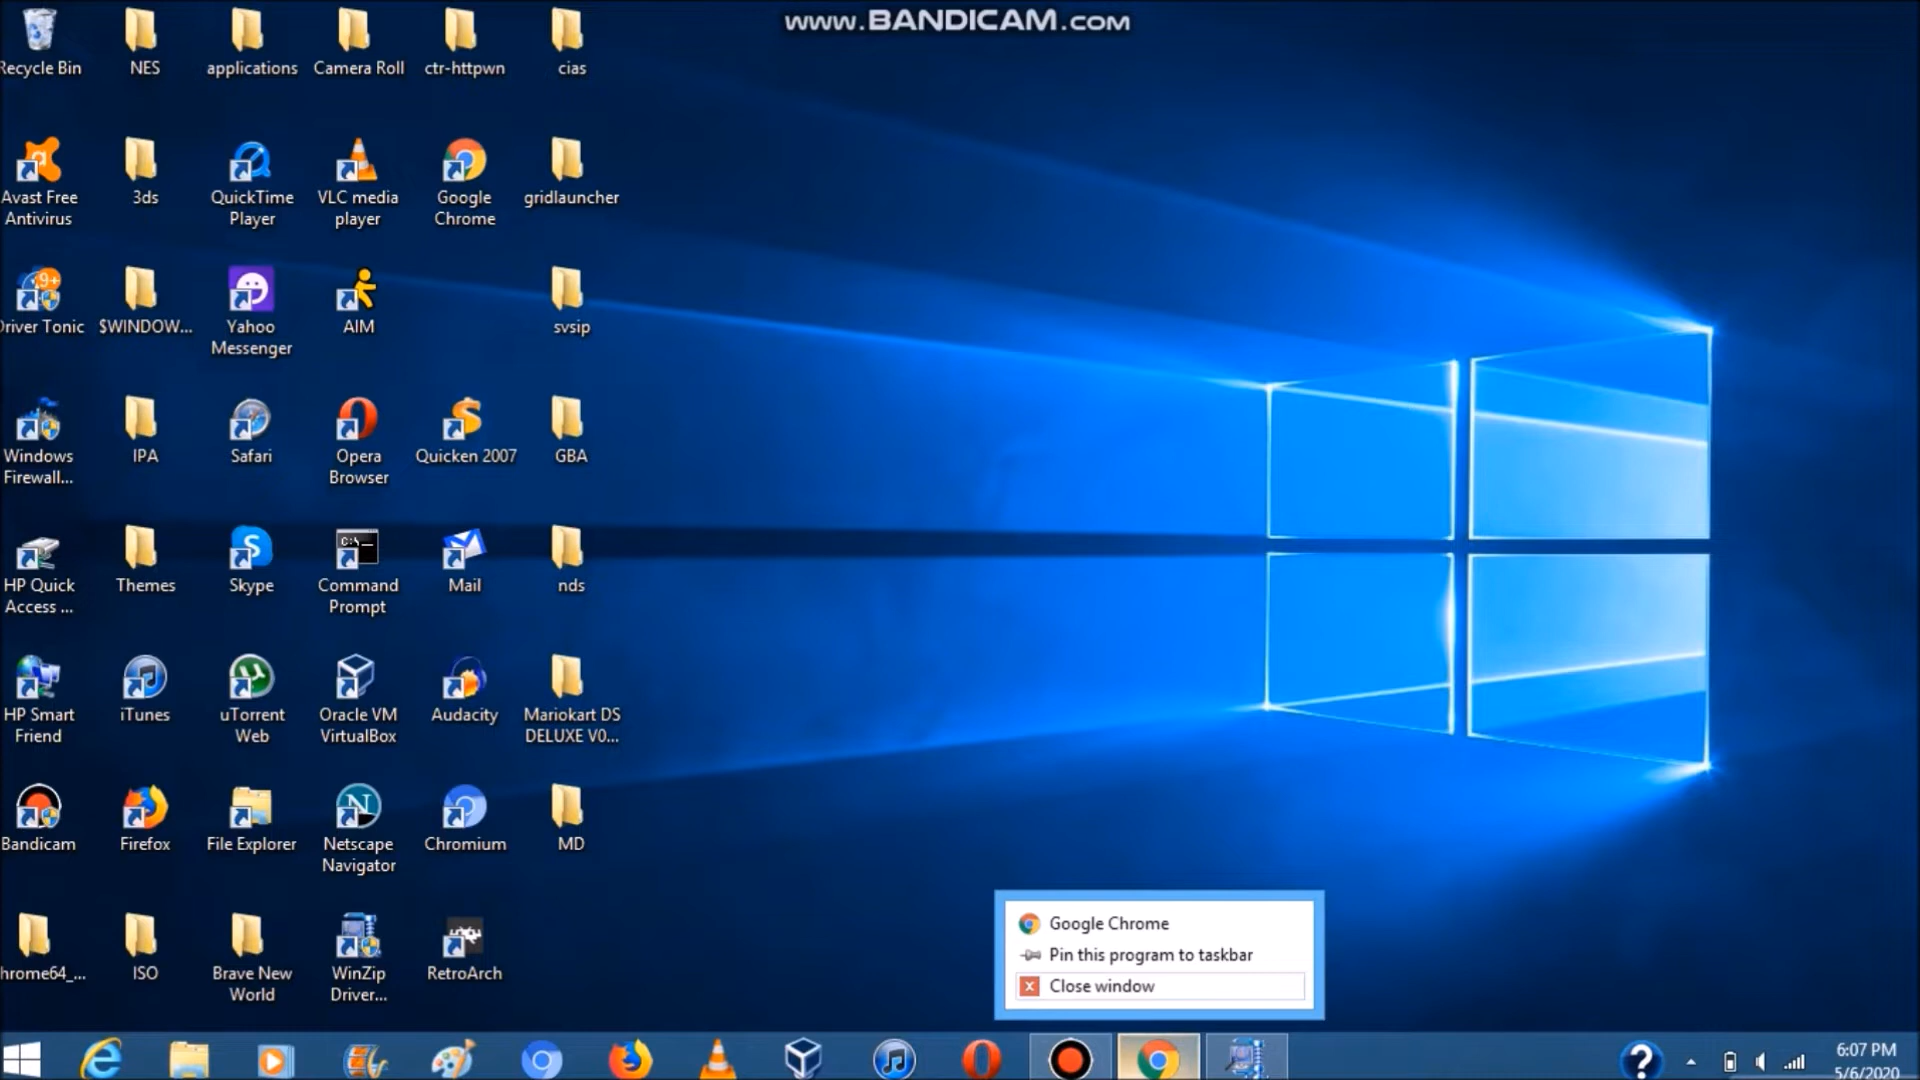 www.BANDICAM.com
Recycle Bin
NES
applications
Camera Roll
ctr-httpwn
cias
Avast Free
Antivirus
3ds
QuickTime
Player
VLC media
player
Google
Chrome
gridlauncher
9+
Driver Tonic
$WINDOW...
Yahoo
Messenger
AIM
svsip
Windows
Firewall...
IPA
Safari
Opera
Browser
Quicken 2007
GBA
HP Quick
Access ...
Themes
Skype
C:\_
Command
Prompt
Mail
nds
HP Smart
Friend
iTunes
uTorrent
Web
Oracle VM
VirtualBox
Audacity
Mariokart DS
DELUXE V0...
Bandicam
Firefox
File Explorer
Netscape
Navigator
Chromium
MD
hrome64_...
ISO
Brave New
World
WinZip
Driver...
RetroArch
Google Chrome
Pin this program to taskbar
Close window
6:07 PM
5/6/2020